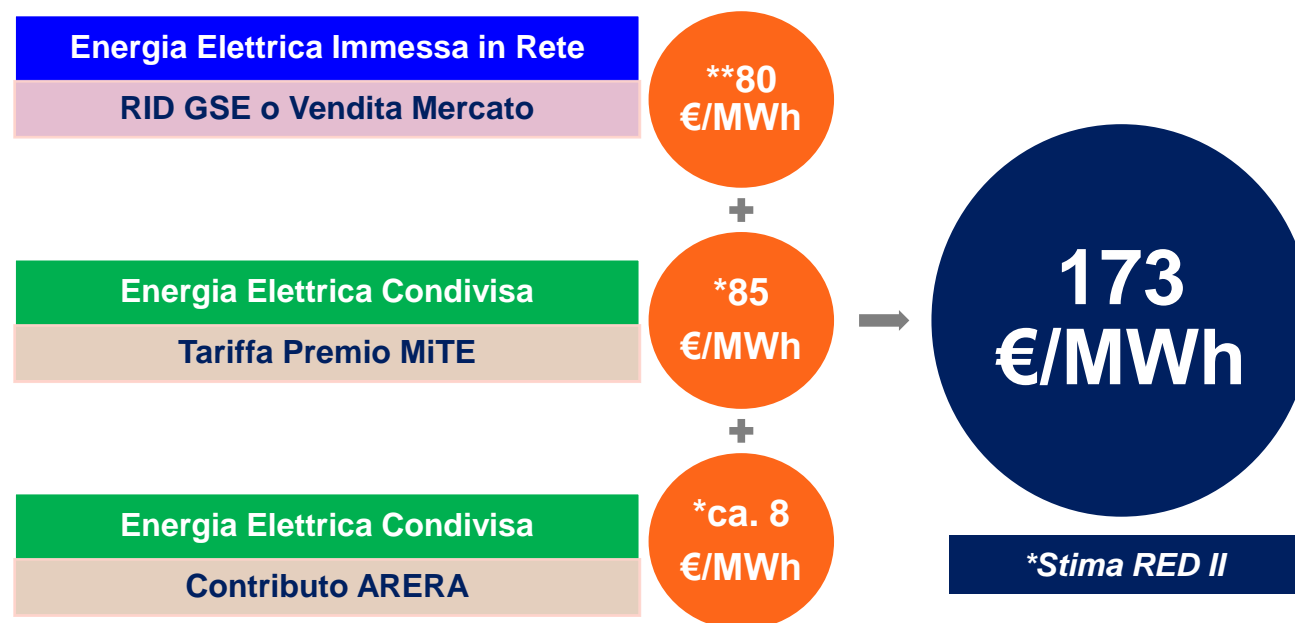 Energia Elettrica Immessa in Rete
RID GSE o Vendita Mercato
**80
€/MWh
Energia Elettrica Condivisa
Tariffa Premio MiTE
*85
€/MWh
Energia Elettrica Condivisa
Contributo ARERA
*ca. 8
€/MWh
173
€/MWh
*Stima RED II